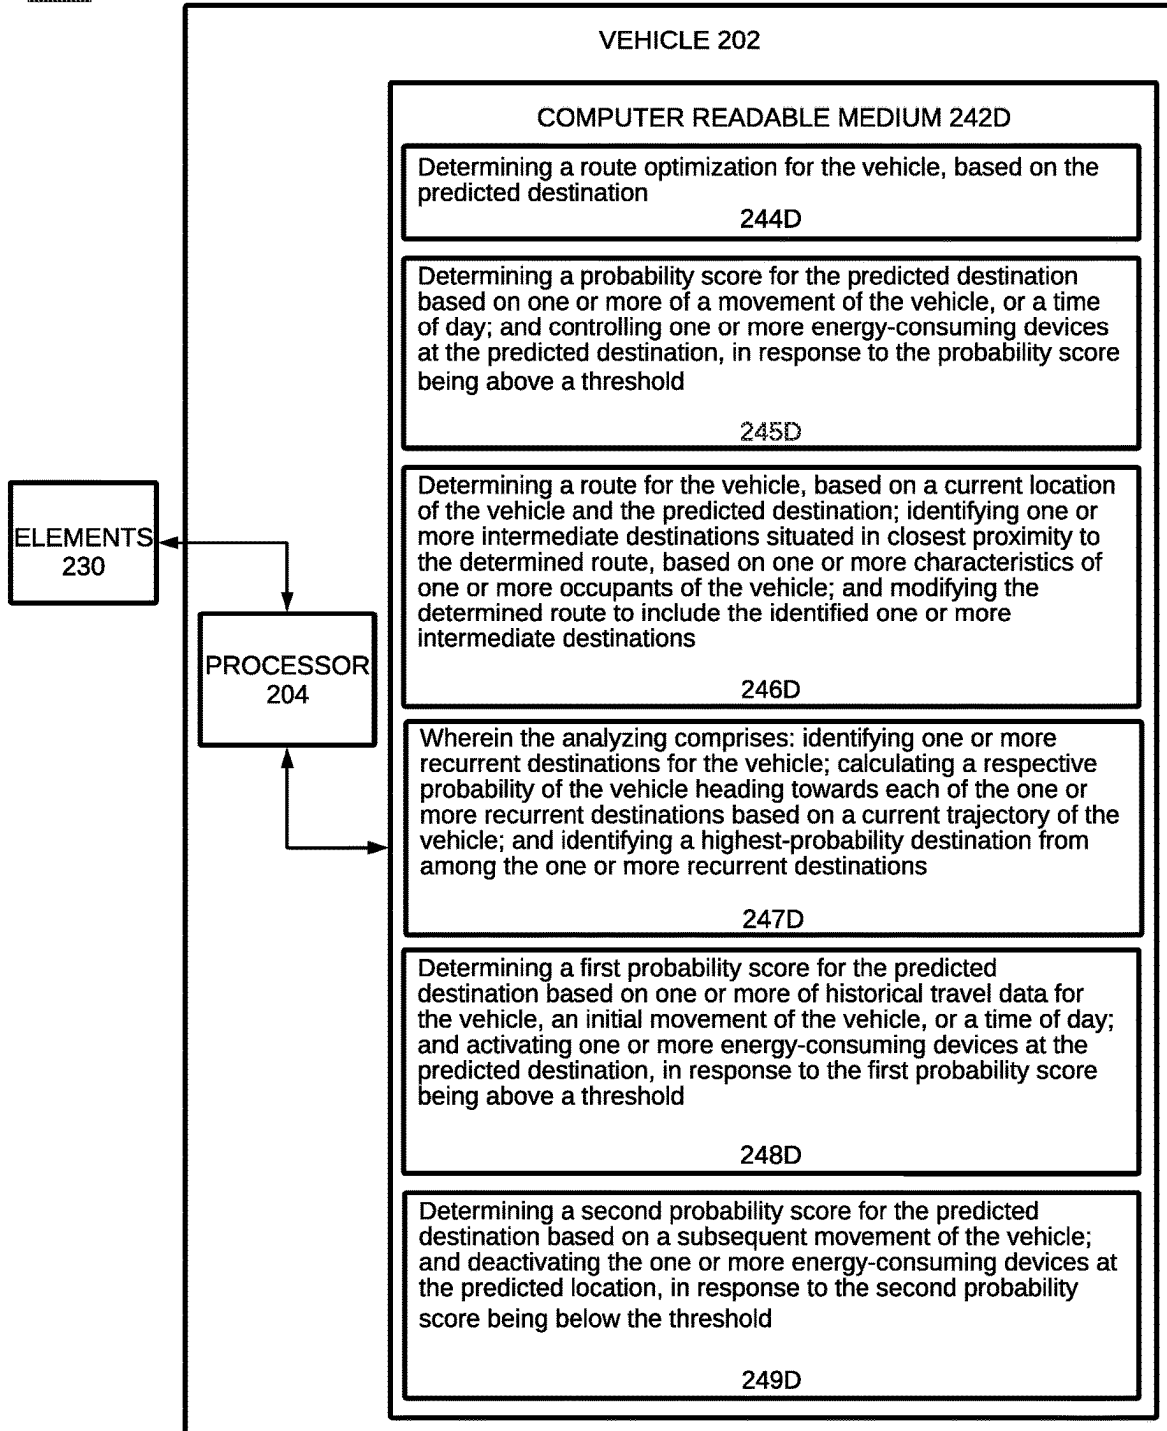 VEHICLE 202
COMPUTER READABLE MEDIUM 242D
Determining a route optimization for the vehicle, based on the
predicted destination
244D
Determining a probability score for the predicted destination
based on one or more of a movement of the vehicle, or a time
of day; and controlling one or more energy-consuming devices
at the predicted destination, in response to the probability score
being above a threshold
245D
Determining a route for the vehicle, based on a current location
of the vehicle and the predicted destination; identifying one or
more intermediate destinations situated in closest proximity to
the determined route, based on one or more characteristics of
one or more occupants of the vehicle; and modifying the
determined route to include the identified one or more
intermediate destinations
246D
ELEMENTS
230
PROCESSOR
204
Wherein the analyzing comprises: identifying one or more
recurrent destinations for the vehicle; calculating a respective
probability of the vehicle heading towards each of the one or
more recurrent destinations based on a current trajectory of the
vehicle; and identifying a highest-probability destination from
among the one or more recurrent destinations
247D
Determining a first probability score for the predicted
destination based on one or more of historical travel data for
the vehicle, an initial movement of the vehicle, or a time of day;
and activating one or more energy-consuming devices at the
predicted destination, in response to the first probability score
being above a threshold
248D
Determining a second probability score for the predicted
destination based on a subsequent movement of the vehicle;
and deactivating the one or more energy-consuming devices at
the predicted location, in response to the second probability
score being below the threshold
249D